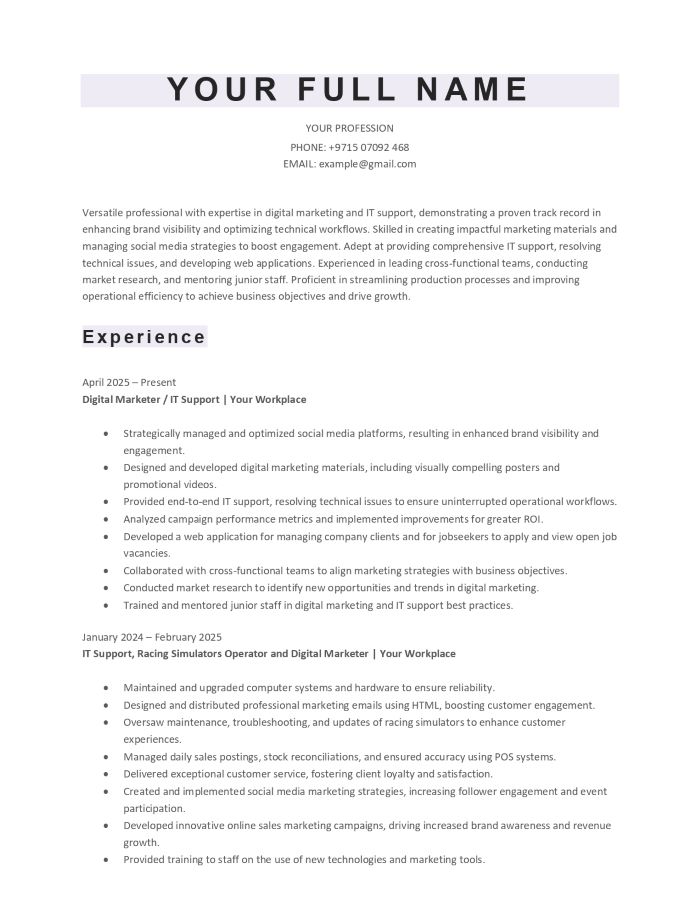 YOUR FULL NAME
YOUR PROFESSION
PHONE: +9715 07092 468
EMAIL: example@gmail.com
Versatile professional with expertise in digital marketing and IT support, demonstrating a proven track record in
enhancing brand visibility and optimizing technical workflows. Skilled in creating impactful marketing materials and
managing social media strategies to boost engagement. Adept at providing comprehensive IT support, resolving
technical issues, and developing web applications. Experienced in leading cross-functional teams, conducting
market research, and mentoring junior staff. Proficient in streamlining production processes and improving
operational efficiency to achieve business objectives and drive growth.
Experience
April 2025 – Present
Digital Marketer / IT Support | Your Workplace
• Strategically managed and optimized social media platforms, resulting in enhanced brand visibility and
engagement.
• Designed and developed digital marketing materials, including visually compelling posters and
promotional videos.
• Provided end-to-end IT support, resolving technical issues to ensure uninterrupted operational workflows.
• Analyzed campaign performance metrics and implemented improvements for greater ROI.
• Developed a web application for managing company clients and for jobseekers to apply and view open job
vacancies.
• Collaborated with cross-functional teams to align marketing strategies with business objectives.
• Conducted market research to identify new opportunities and trends in digital marketing.
• Trained and mentored junior staff in digital marketing and IT support best practices.
January 2024 – February 2025
IT Support, Racing Simulators Operator and Digital Marketer | Your Workplace
• Maintained and upgraded computer systems and hardware to ensure reliability.
• Designed and distributed professional marketing emails using HTML, boosting customer engagement.
• Oversaw maintenance, troubleshooting, and updates of racing simulators to enhance customer
experiences.
• Managed daily sales postings, stock reconciliations, and ensured accuracy using POS systems.
• Delivered exceptional customer service, fostering client loyalty and satisfaction.
• Created and implemented social media marketing strategies, increasing follower engagement and event
participation.
• Developed innovative online sales marketing campaigns, driving increased brand awareness and revenue
growth.
• Provided training to staff on the use of new technologies and marketing tools.